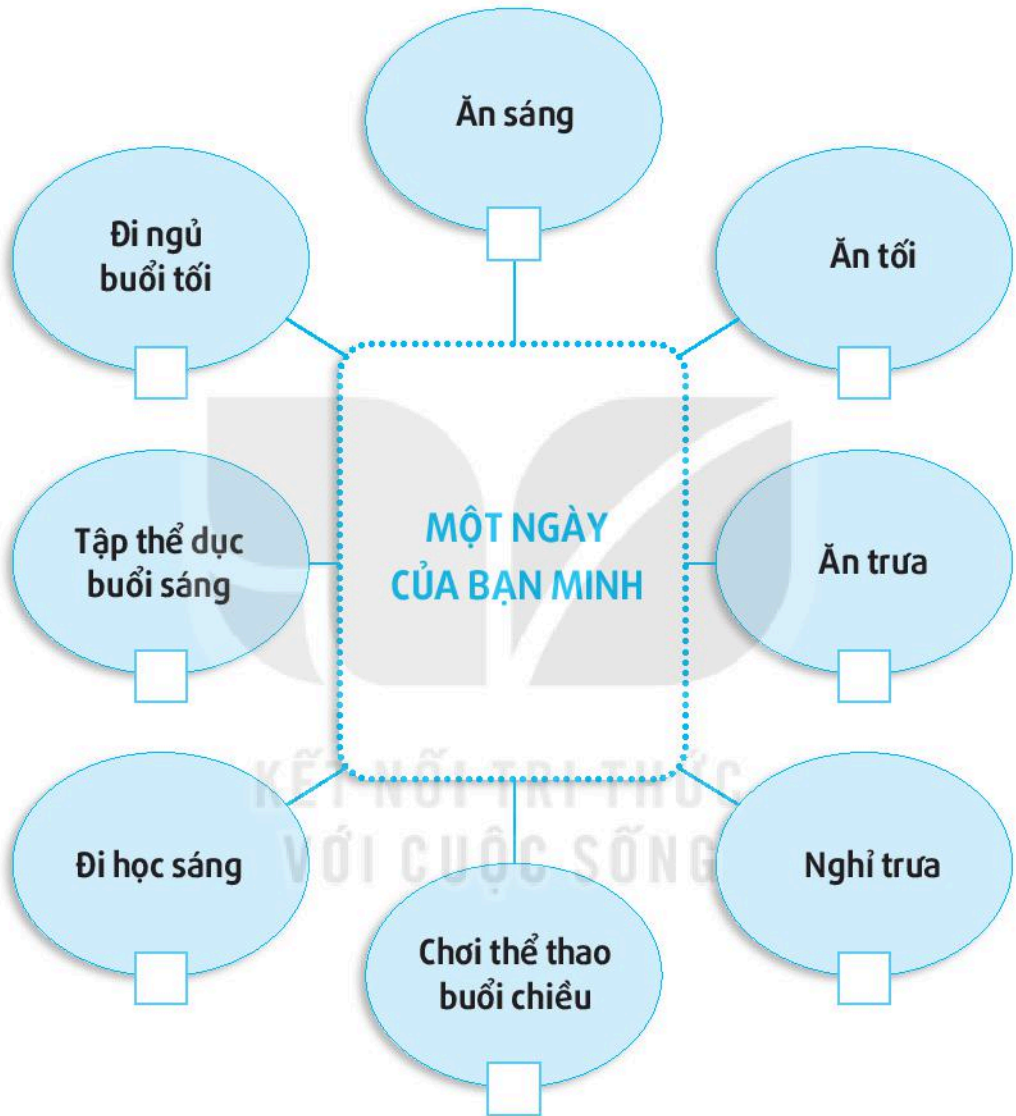 Ăn sáng
Đi ngủ
buổi tối
Ăn tối
MỘT NGÀY
CỦA BẠN MINH
Tập thể dục
buổi sáng
Ăn trưa
KẾT NỐI TRI THỨC
VỚI CUỘC SỐNG
Đi học sáng
Nghỉ trưa
Chơi thể thao
buổi chiều